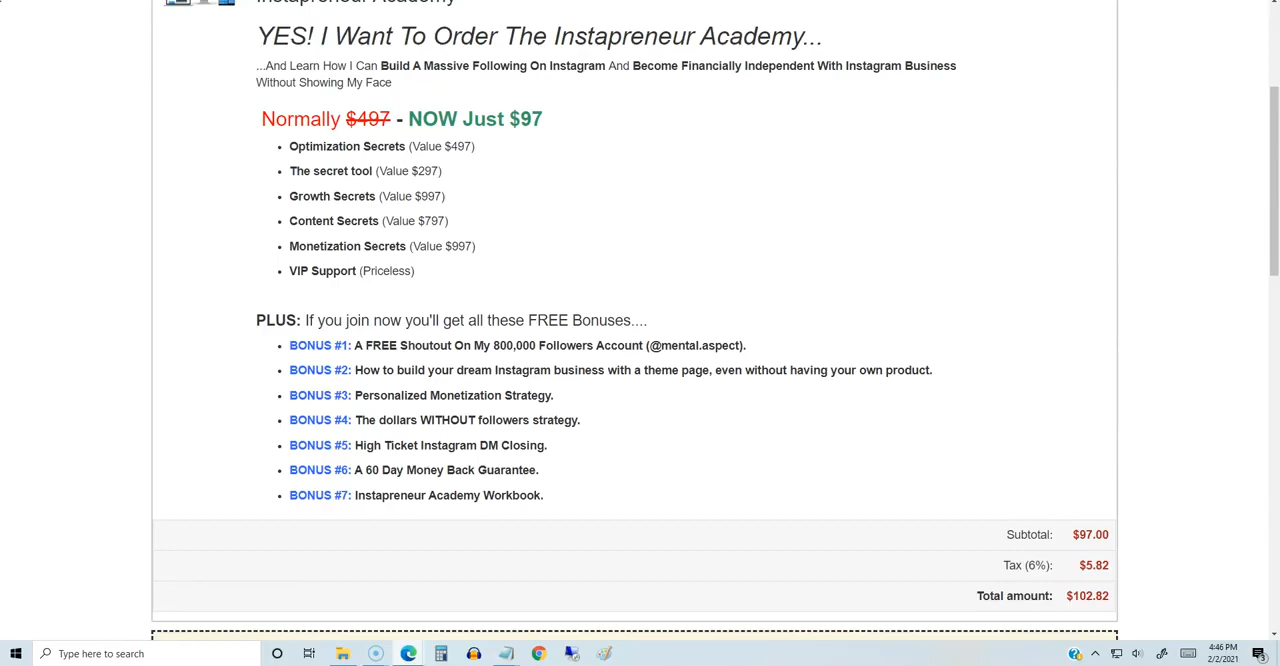 Instapreneur Academy
YES! I Want To Order The Instapreneur Academy...
...And Learn How I Can Build A Massive Following On Instagram And Become Financially Independent With Instagram Business
Without Showing My Face
Normally $497 - NOW Just $97
• Optimization Secrets (Value $497)
• The secret tool (Value $297)
• Growth Secrets (Value $997)
• Content Secrets (Value $797)
• Monetization Secrets (Value $997)
• VIP Support (Priceless)
PLUS: If you join now you'll get all these FREE Bonuses....
• BONUS #1: A FREE Shoutout On My 800,000 Followers Account (@mental.aspect).
• BONUS #2: How to build your dream Instagram business with a theme page, even without having your own product.
• BONUS #3: Personalized Monetization Strategy.
• BONUS #4: The dollars WITHOUT followers strategy.
• BONUS #5: High Ticket Instagram DM Closing.
• BONUS #6: A 60 Day Money Back Guarantee.
• BONUS #7: Instapreneur Academy Workbook.
Subtotal: $97.00
Tax (6%): $5.82
Total amount: $102.82
Type here to search
4:46 PM
2/2/2021